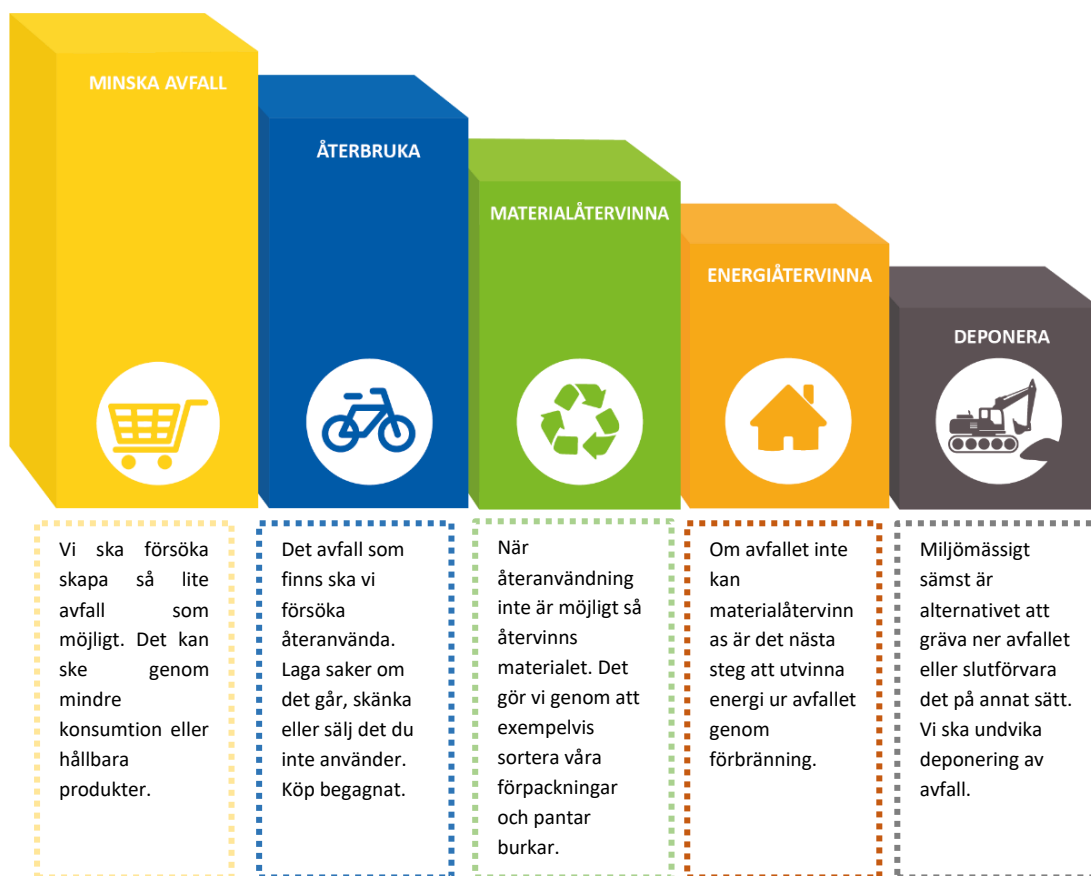 MINSKA AVFALL
ÅTERBRUKA
MATERIALÅTERVINNA
ENERGIÅTERVINNA
DEPONERA
Vi ska försöka
skapa så lite
avfall som
möjligt. Det kan
ske genom
mindre
konsumtion eller
hållbara
produkter.
Det avfall som
finns ska vi
försöka
återanvända.
Laga saker om
det går, skänka
eller sälj det du
inte använder.
Köp begagnat.
När
återanvändning
inte är möjligt så
återvinns
materialet. Det
gör vi genom att
exempelvis
sortera våra
förpackningar
och pantar
burkar.
Om avfallet inte
kan
materialåtervinn
as är det nästa
steg att utvinna
energi ur avfallet
genom
förbränning.
Miljömässigt
sämst är
alternativet att
gräva ner avfallet
eller slutförvara
det på annat sätt.
Vi ska undvika
deponering av
avfall.